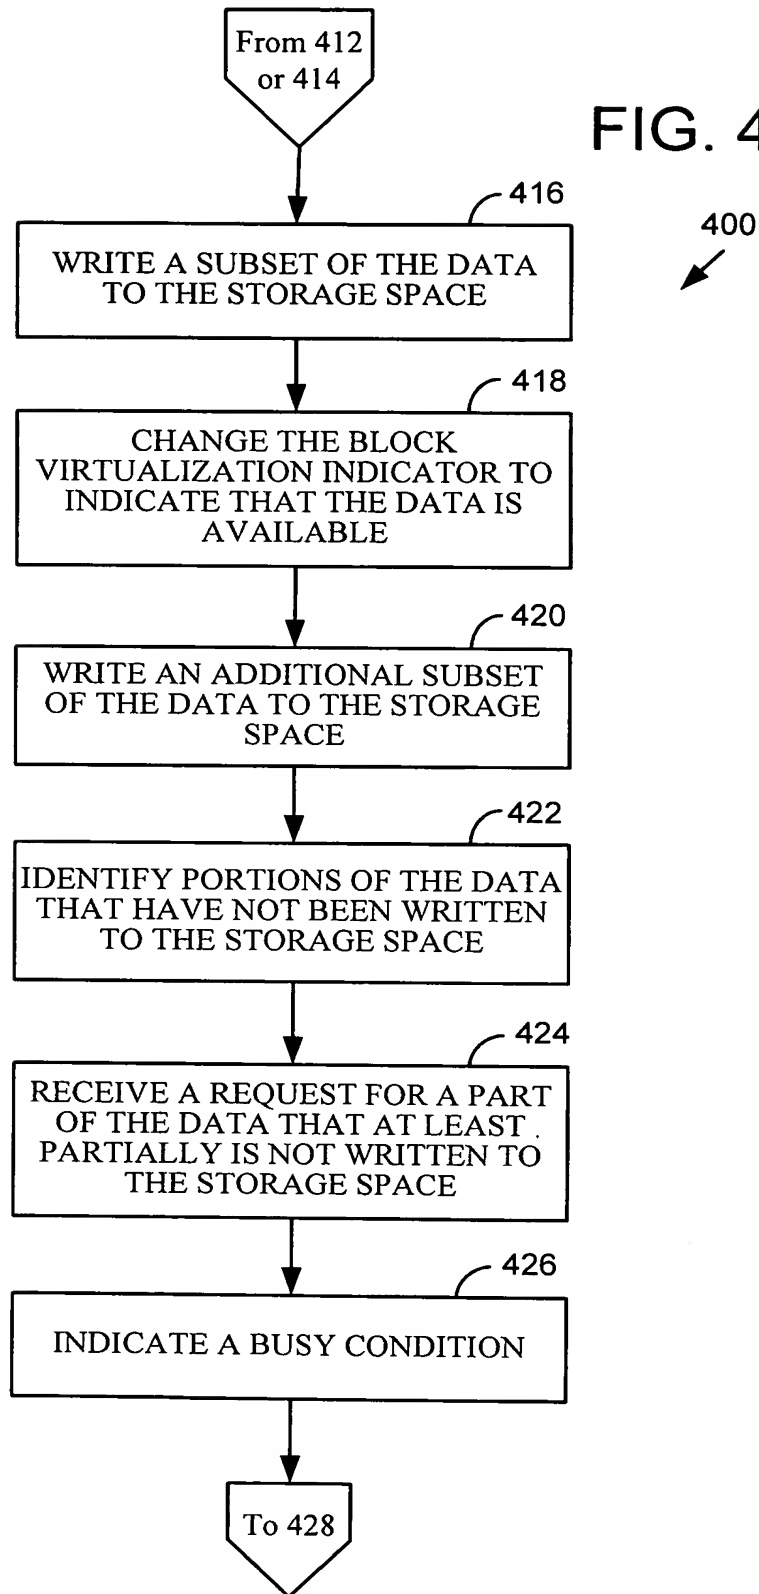 From 412
or 414
FIG. 4
400
416
WRITE A SUBSET OF THE DATA
TO THE STORAGE SPACE
418
CHANGE THE BLOCK
VIRTUALIZATION INDICATOR TO
INDICATE THAT THE DATA IS
AVAILABLE
420
WRITE AN ADDITIONAL SUBSET
OF THE DATA TO THE STORAGE
SPACE
422
IDENTIFY PORTIONS OF THE DATA
THAT HAVE NOT BEEN WRITTEN
TO THE STORAGE SPACE
424
RECEIVE A REQUEST FOR A PART
OF THE DATA THAT AT LEAST
PARTIALLY IS NOT WRITTEN TO
THE STORAGE SPACE
426
INDICATE A BUSY CONDITION
To 428